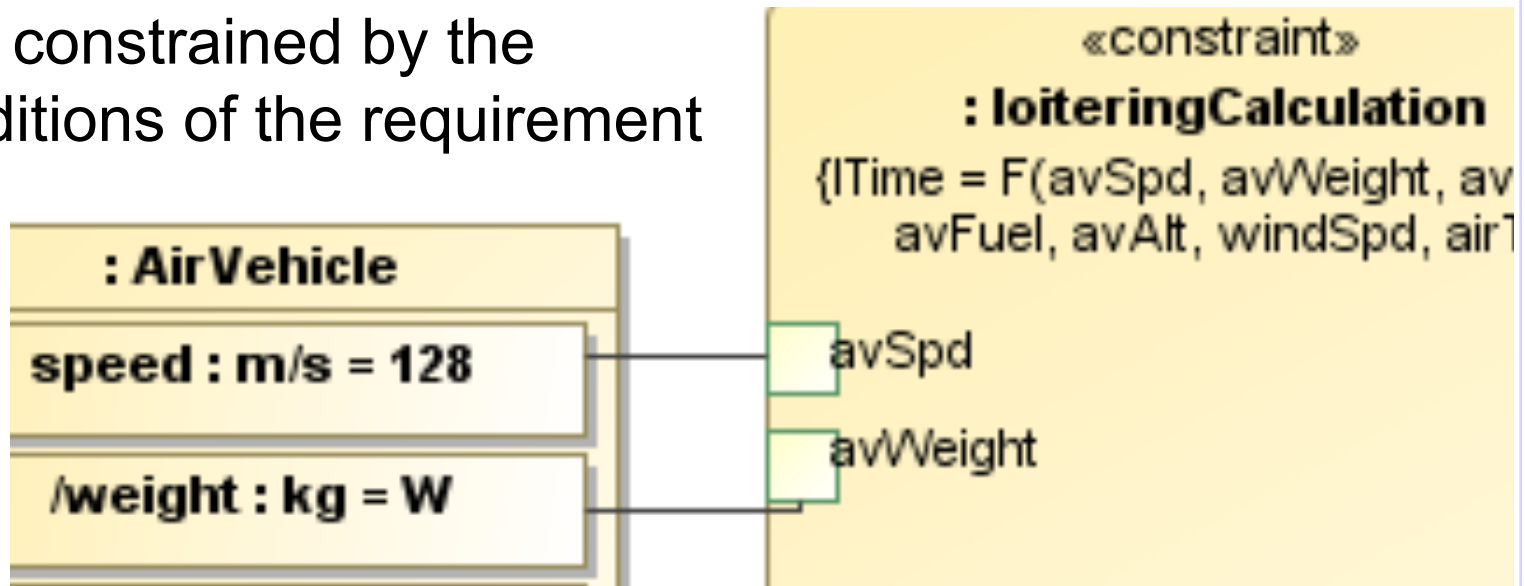 constrained by the
ditions of the requirement
«constraint»
: loiteringCalculation
{lTime = F(avSpd, avWeight, av
avFuel, avAlt, windSpd, air
: AirVehicle
speed : m/s = 128
/weight : kg = W
avSpd
avWeight